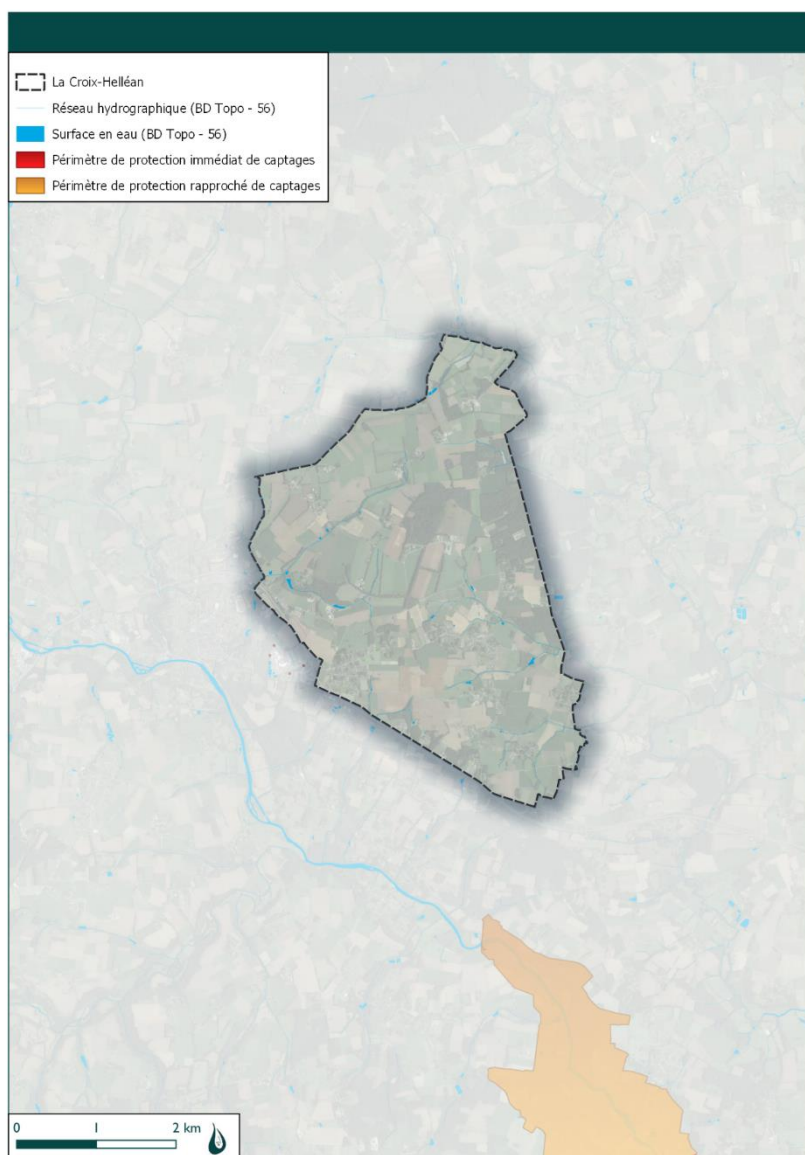 La Croix-Helléan
Réseau hydrographique (BD Topo - 56)
Surface en eau (BD Topo - 56)
Périmètre de protection immédiat de captages
Périmètre de protection rapproché de captages
0 1 2 km